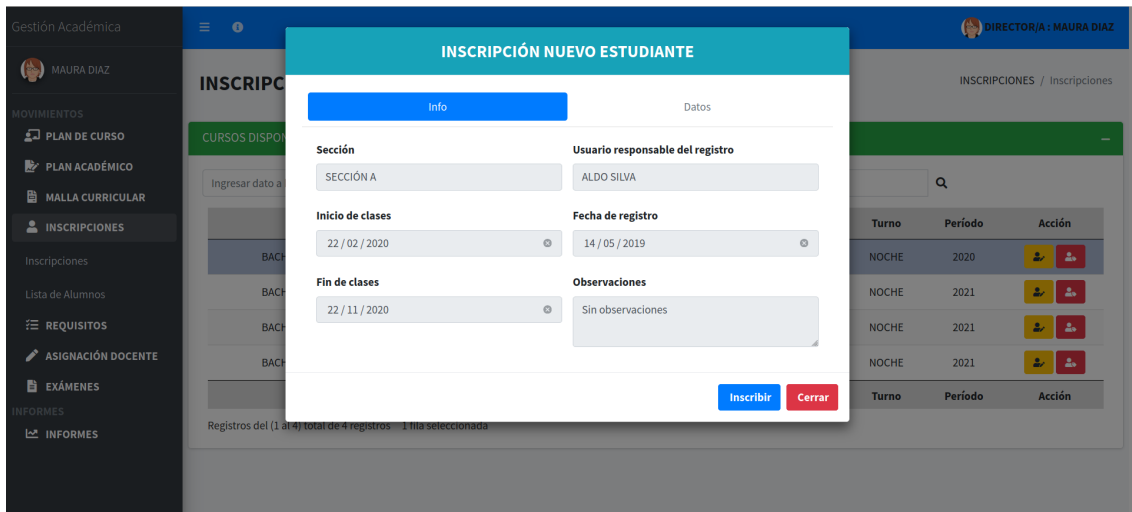 Gestión Académica
DIRECTOR/A : MAURA DIAZ
MAURA DIAZ
MOVIMIENTOS
PLAN DE CURSO
PLAN ACADÉMICO
MALLA CURRICULAR
INSCRIPCIONES
Inscripciones
Lista de Alumnos
REQUISITOS
ASIGNACIÓN DOCENTE
EXÁMENES
INFORMES
INFORMES
INSCRIPC
INSCRIPCIONES / Inscripciones
CURSOS DISPON
Ingresar dato a
Turno Período Acción
BACH NOCHE 2020
BACH NOCHE 2021
BACH NOCHE 2021
BACH NOCHE 2021
Turno Período Acción
Registros del (1 al 4) total de 4 registros 1 fila seleccionada
INSCRIPCIÓN NUEVO ESTUDIANTE
Info Datos
Sección Usuario responsable del registro
SECCIÓN A ALDO SILVA
Inicio de clases Fecha de registro
22 / 02 / 2020 14 / 05 / 2019
Fin de clases Observaciones
22 / 11 / 2020 Sin observaciones
Inscribir Cerrar